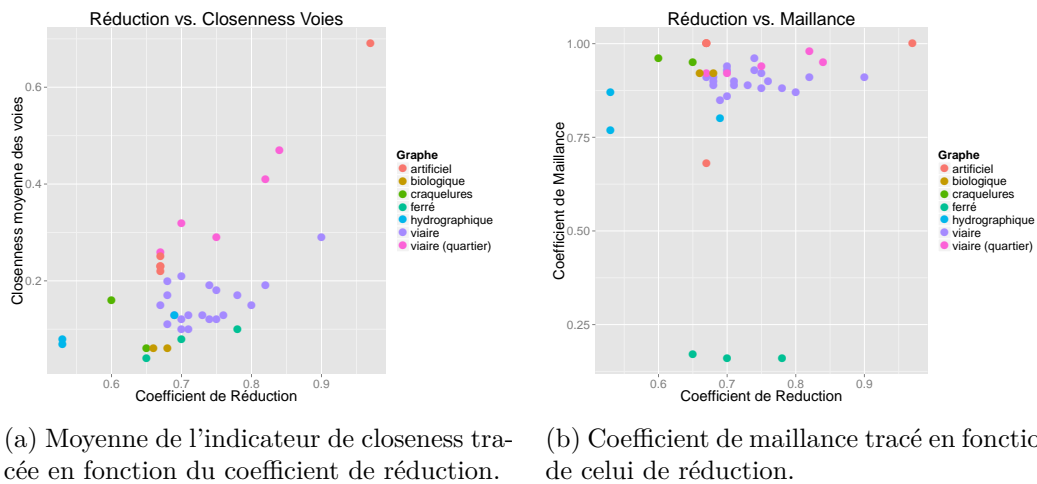 Réduction vs. Closenness Voies
Closenness moyenne des voies
0.6
0.4
0.2
0.6 0.7 0.8 0.9
Coefficient de Réduction
Graphe
artificiel
biologique
craquelures
ferré
hydrographique
viaire
viaire (quartier)
Réduction vs. Maillance
Coefficient de Maillance
1.00
0.75
0.50
0.25
0.6 0.7 0.8 0.9
Coefficient de Reduction
Graphe
artificiel
biologique
craquelures
ferré
hydrographique
viaire
viaire (quartier)
(a) Moyenne de l'indicateur de closeness tra-
cée en fonction du coefficient de réduction.
(b) Coefficient de maillance tracé en fonctio
de celui de réduction.